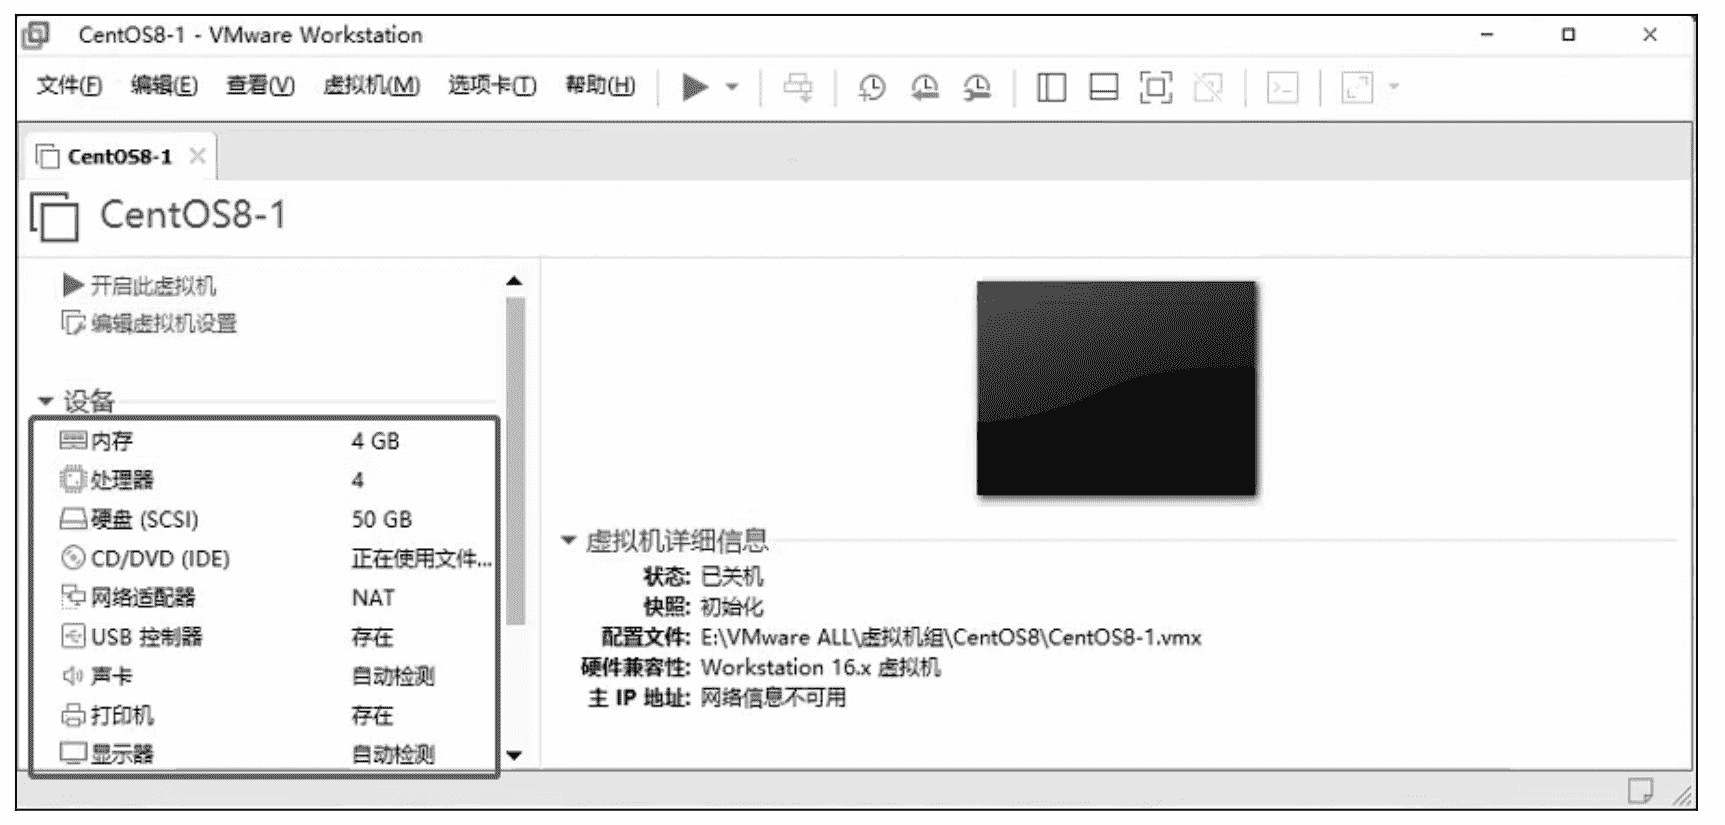 CentOS8-1 - VMware Workstation
文件(F) 编辑(E) 查看(V) 虚拟机(M) 选项卡(T) 帮助(H)
CentOS8-1
CentOS8-1
开启此虚拟机
编辑虚拟机设置
设备
内存 4 GB
处理器 4
硬盘 (SCSI) 50 GB
CD/DVD (IDE) 正在使用文件...
网络适配器 NAT
USB 控制器 存在
声卡 自动检测
打印机 存在
显示器 自动检测
虚拟机详细信息
状态: 已关机
快照: 初始化
配置文件: E:\VMware ALL\虚拟机组\CentOS8\CentOS8-1.vmx
硬件兼容性: Workstation 16.x 虚拟机
主 IP 地址: 网络信息不可用